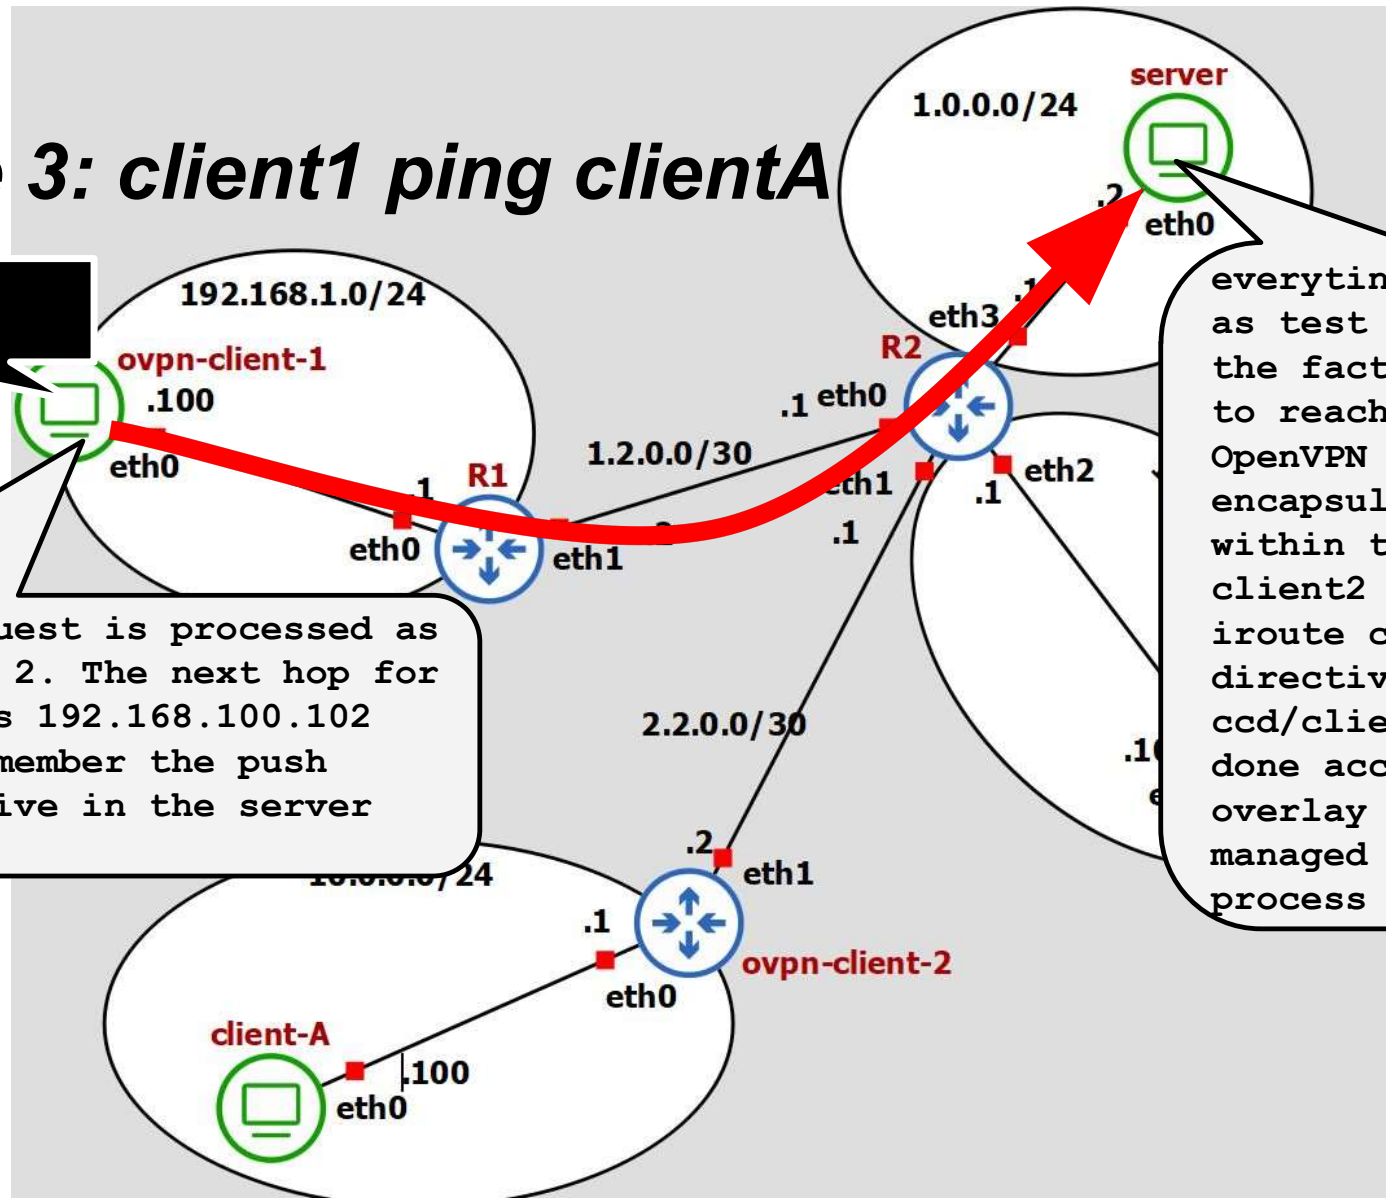 3: client1 ping clientA
server
1.0.0.0/24
.2
eth0
192.168.1.0/24
ovpn-client-1
.100
eth0
.1
eth3
R2
.1 eth0
1.2.0.0/30
R1
.1
eth0
eth1
eth1
.1
eth2
.1
everytin
as test
the fact
to reach
OpenVPN
encapsul
within t
client2
iroute c
directiv
ccd/clie
done acc
overlay
managed
process
uest is processed as
2. The next hop for
s 192.168.100.102
member the push
ive in the server
2.2.0.0/30
.2
eth1
.1
eth0
ovpn-client-2
client-A
.100
eth0